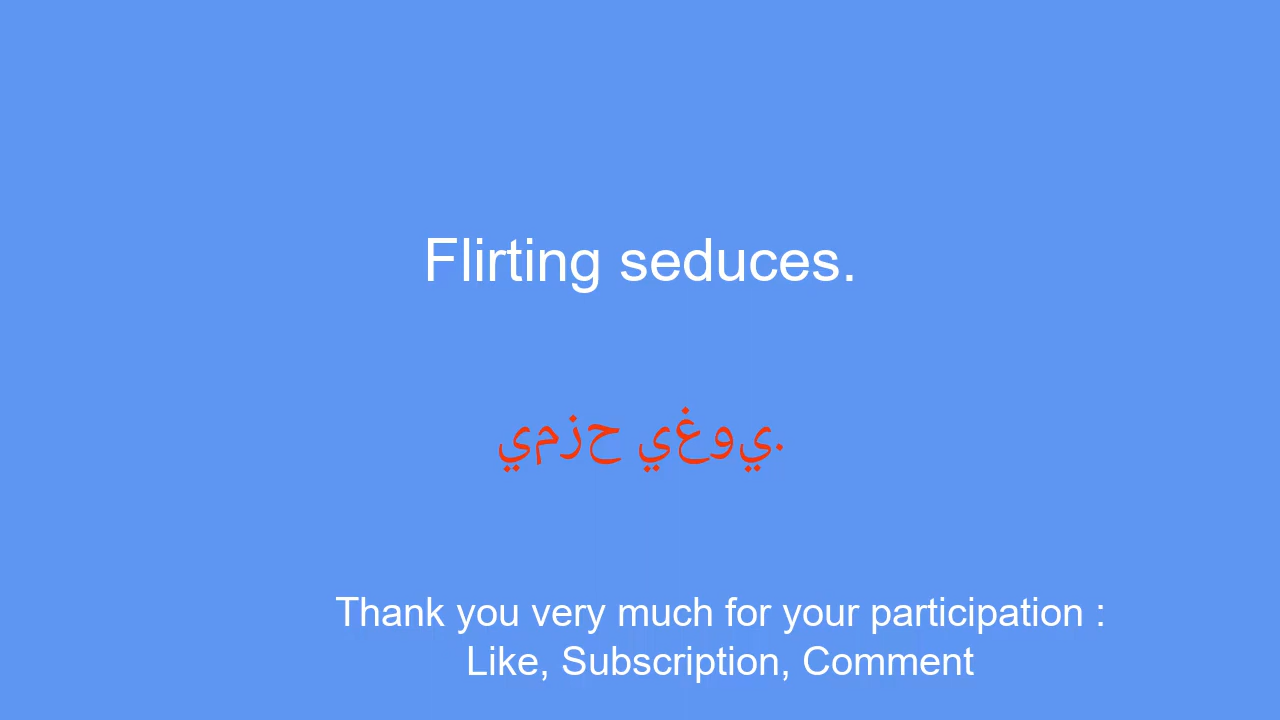 Flirting seduces.
يمزح يغوي.
Thank you very much for your participation :
Like, Subscription, Comment